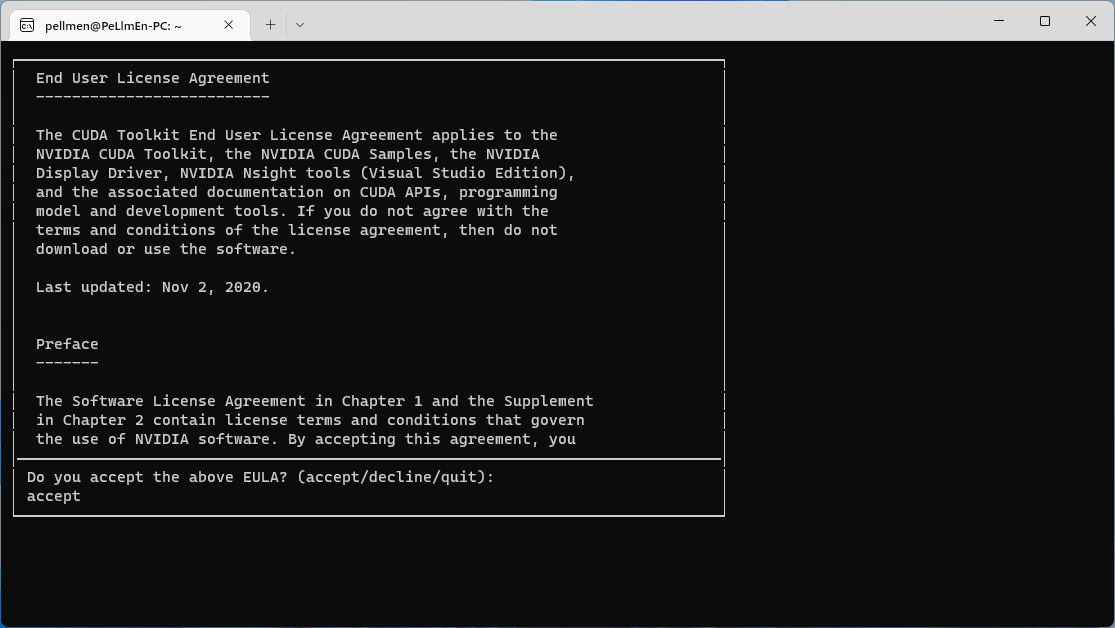 pellmen@PeLlmEn-PC: ~
End User License Agreement
--------------------------
The CUDA Toolkit End User License Agreement applies to the
NVIDIA CUDA Toolkit, the NVIDIA CUDA Samples, the NVIDIA
Display Driver, NVIDIA Nsight tools (Visual Studio Edition),
and the associated documentation on CUDA APIs, programming
model and development tools. If you do not agree with the
terms and conditions of the license agreement, then do not
download or use the software.
Last updated: Nov 2, 2020.
Preface
-------
The Software License Agreement in Chapter 1 and the Supplement
in Chapter 2 contain license terms and conditions that govern
the use of NVIDIA software. By accepting this agreement, you
Do you accept the above EULA? (accept/decline/quit):
accept